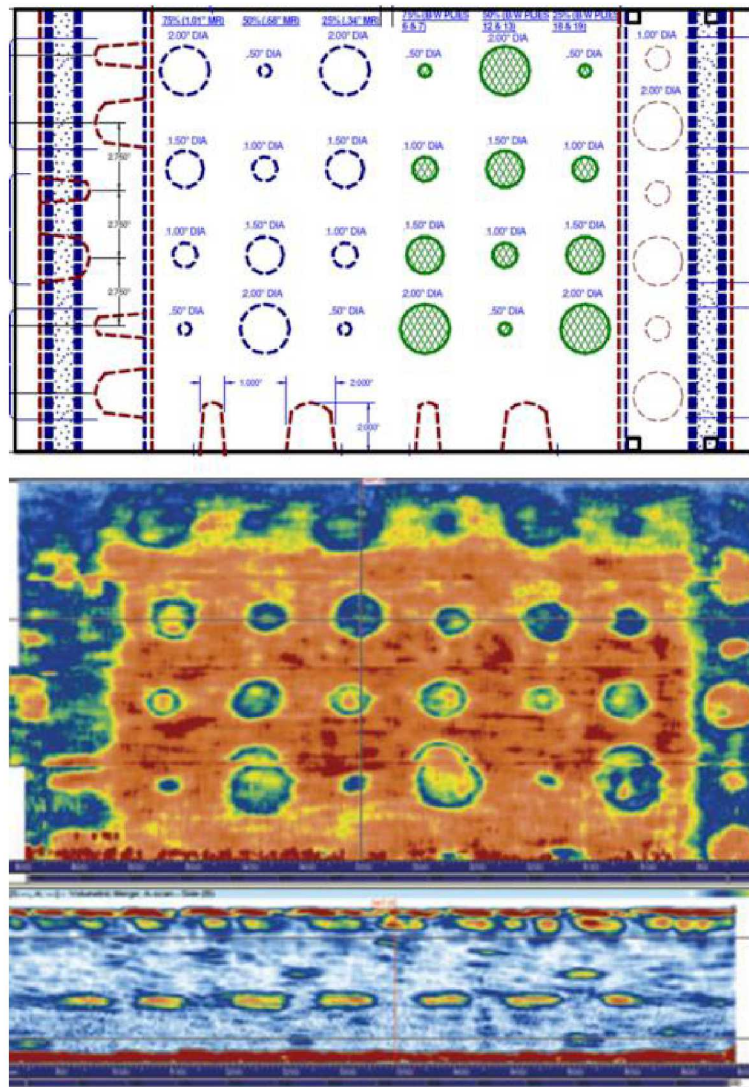 75% (1.01" MR) 50% (.68" MR) 25% (.34" MR) 75% (B/W PLIES 6 & 7) 50% (B/W PLIES 12 & 13) 25% (B/W PLIES 18 & 19)
2.00" DIA .50" DIA 2.00" DIA .50" DIA 2.00" DIA .50" DIA 1.00" DIA
2.00" DIA
1.50" DIA 1.00" DIA 1.50" DIA 1.00" DIA 1.50" DIA 1.00" DIA
2.750"
2.750"
2.750"
1.00" DIA 1.50" DIA 1.00" DIA 1.50" DIA 1.00" DIA 1.50" DIA
.50" DIA 2.00" DIA .50" DIA 2.00" DIA .50" DIA 2.00" DIA
1.000" 2.000"
2.000"
Volumetric Merge: A-scan - Side